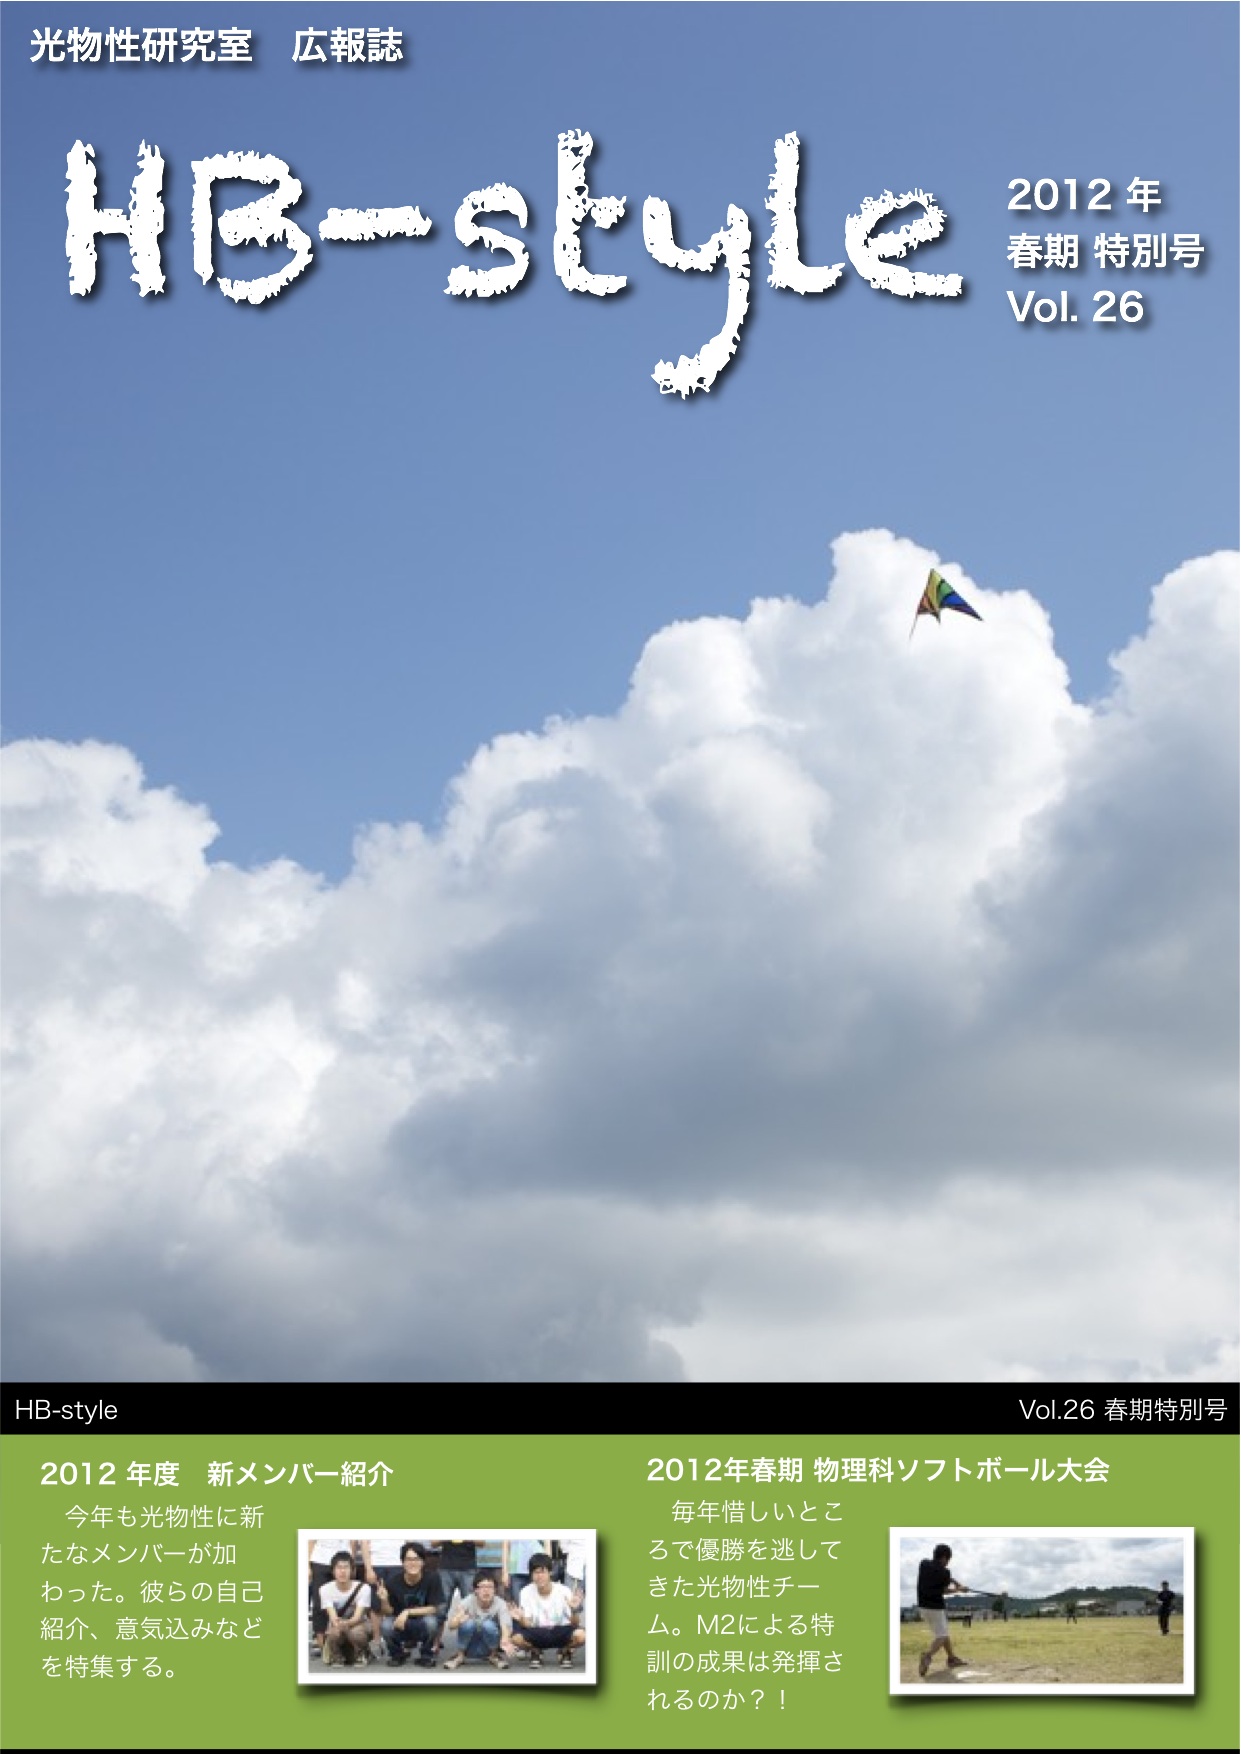 光物性研究室　広報誌
HB-style
2012 年
春期 特別号
Vol. 26
HB-style
Vol.26 春期特別号
2012 年度　新メンバー紹介
　今年も光物性に新
たなメンバーが加
わった。彼らの自己
紹介、意気込みなど
を特集する。
2012年春期 物理科ソフトボール大会
　毎年惜しいとこ
ろで優勝を逃して
きた光物性チー
ム。M2による特
訓の成果は発揮さ
れるのか？！